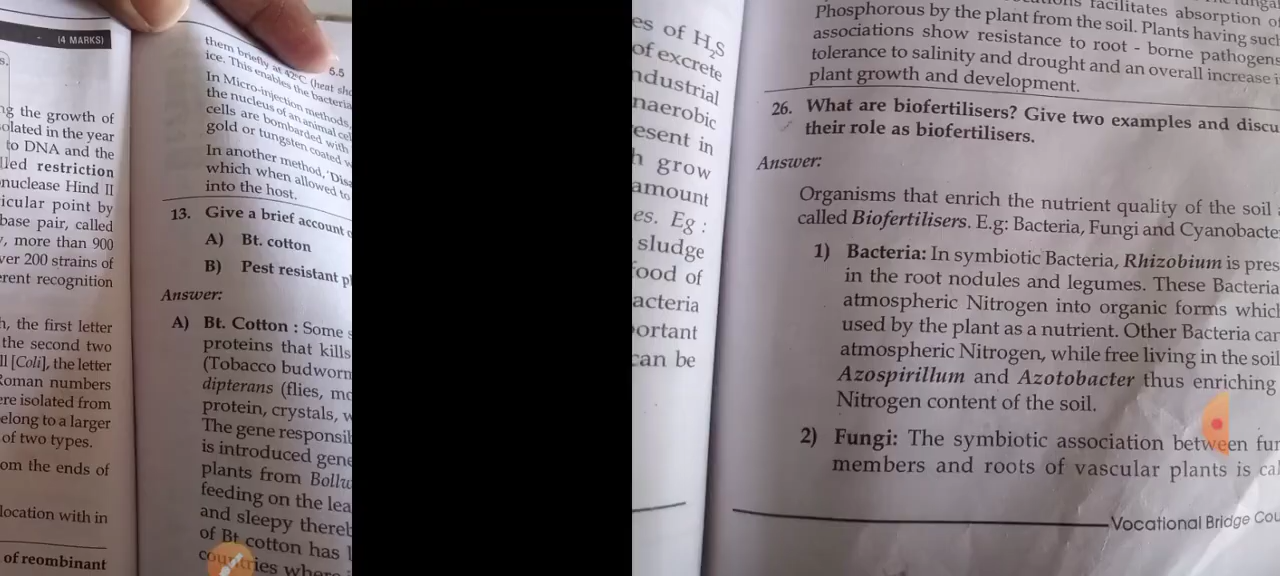 (4 MARKS)
s.
ng the growth of
olated in the year
to DNA and the
lled restriction
nuclease Hind II
icular point by
base pair, called
, more than 900
ver 200 strains of
rent recognition
h, the first letter
the second two
ll [Coli], the letter
Roman numbers
ere isolated from
elong to a larger
of two types.
om the ends of
location with in
of recombinant
5.5
them briefly at 42°C (heat sho
ice. This enables the bacteria
In Micro-injection methods,
the nucleus of an animal cel
cells are bombarded with
gold or tungsten coated w
In another method, 'Disa
which when allowed to
into the host.
13. Give a brief account o
A) Bt. cotton
B) Pest resistant pl
Answer:
A) Bt. Cotton : Some s
proteins that kills
(Tobacco budworm
dipterans (flies, mo
protein, crystals, w
The gene responsib
is introduced gene
plants from Bollw
feeding on the lea
and sleepy thereb
of Bt cotton has l
countries where
es of H₂S
of excrete
ndustrial
naerobic
esent in
h grow
amount
es. Eg :
sludge
ood of
acteria
ortant
can be
facilitates absorption of
Phosphorous by the plant from the soil. Plants having such
associations show resistance to root - borne pathogens
tolerance to salinity and drought and an overall increase i
plant growth and development.
26. What are biofertilisers? Give two examples and discu
their role as biofertilisers.
Answer:
Organisms that enrich the nutrient quality of the soil
called Biofertilisers. E.g: Bacteria, Fungi and Cyanobacte
1) Bacteria: In symbiotic Bacteria, Rhizobium is pres
in the root nodules and legumes. These Bacteria
atmospheric Nitrogen into organic forms which
used by the plant as a nutrient. Other Bacteria can
atmospheric Nitrogen, while free living in the soil
Azospirillum and Azotobacter thus enriching
Nitrogen content of the soil.
2) Fungi: The symbiotic association between fun
members and roots of vascular plants is cal
Vocational Bridge Cou